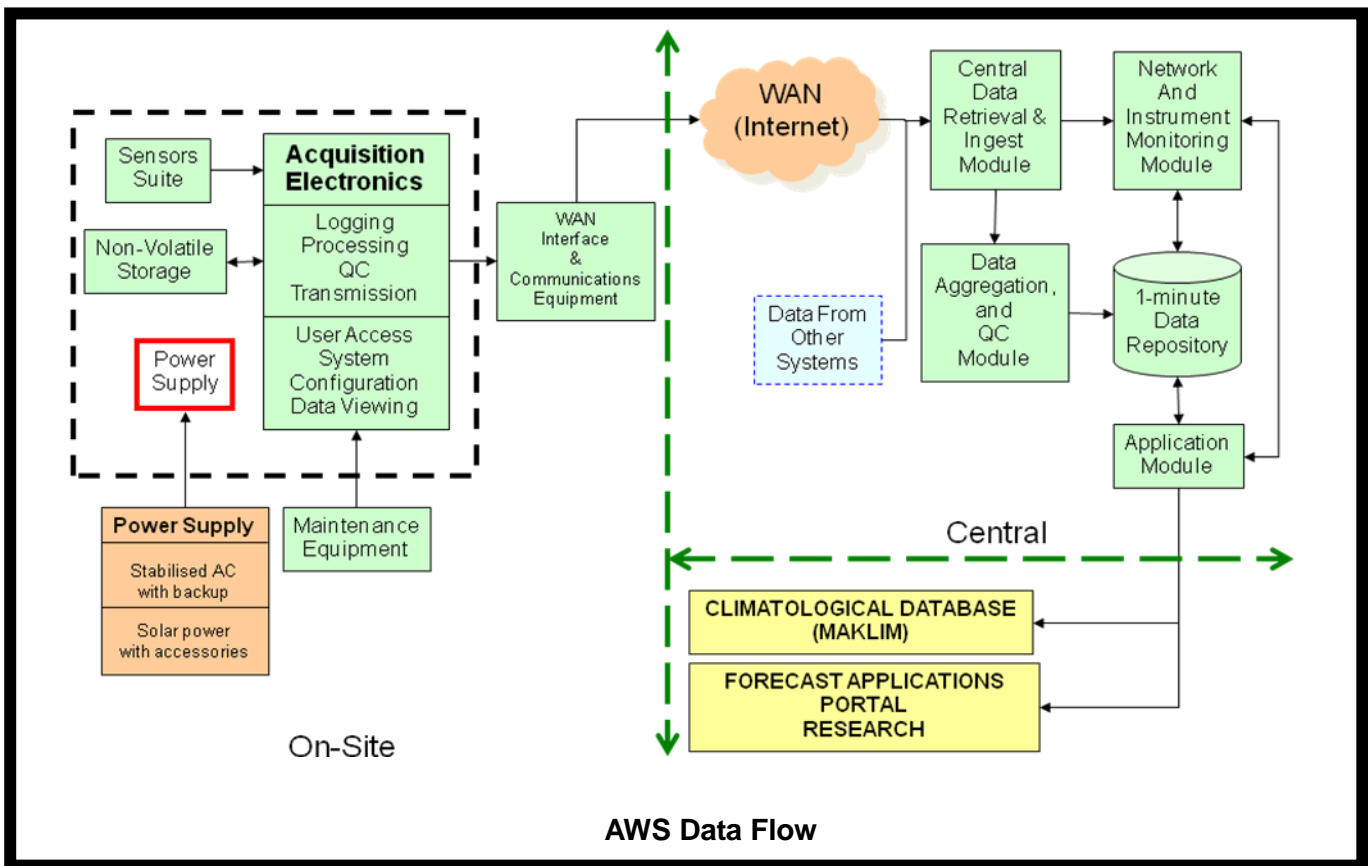 Sensors
Suite
Non-Volatile
Storage
Power
Supply
Acquisition
Electronics
Logging
Processing
QC
Transmission
User Access
System
Configuration
Data Viewing
Power Supply
Stabilised AC
with backup
Solar power
with accessories
Maintenance
Equipment
WAN
Interface
&
Communications
Equipment
On-Site
WAN
(Internet)
Data From
Other
Systems
Central
Data
Retrieval &
Ingest
Module
Network
And
Instrument
Monitoring
Module
Data
Aggregation,
and
QC
Module
1-minute
Data
Repository
Application
Module
Central
CLIMATOLOGICAL DATABASE
(MAKLIM)
FORECAST APPLICATIONS
PORTAL
RESEARCH
AWS Data Flow